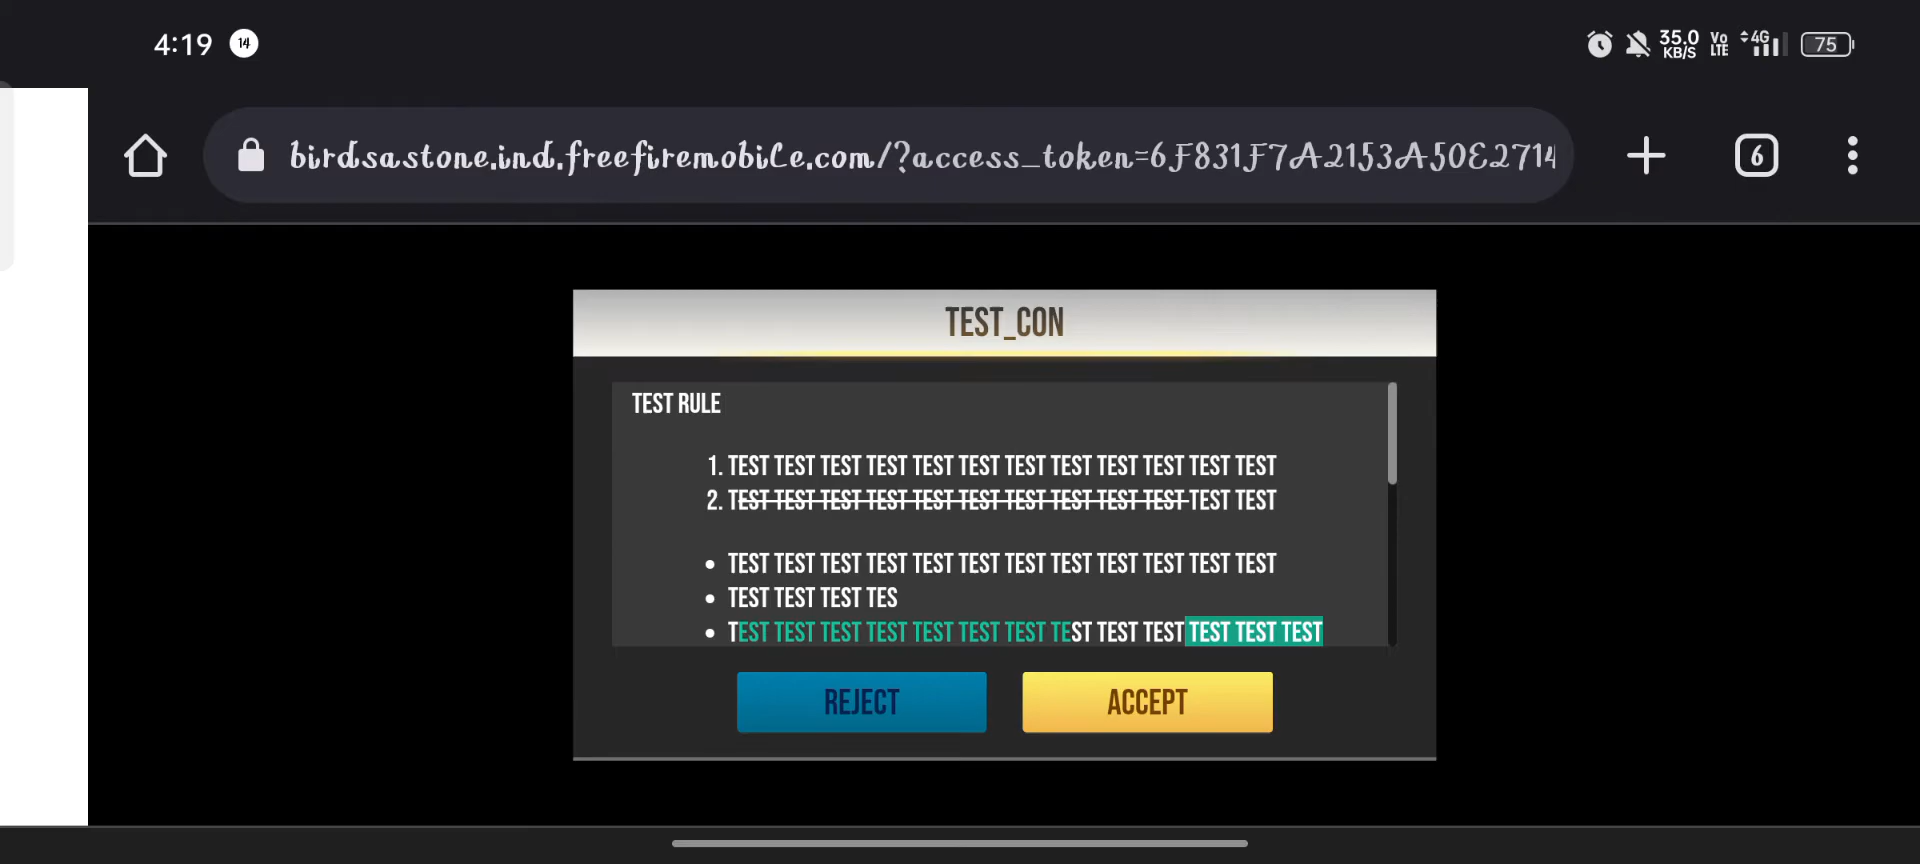 4:19 14 35.0 KB/S Vo LTE 4G 75
birdsastone.ind.freefiremobile.com/?access_token=6F831F7A2153A50E2714 6
TEST_CON
TEST RULE
1. TEST TEST TEST TEST TEST TEST TEST TEST TEST TEST TEST TEST
2. TEST TEST TEST TEST TEST TEST TEST TEST TEST TEST TEST TEST
• TEST TEST TEST TEST TEST TEST TEST TEST TEST TEST TEST TEST
• TEST TEST TEST TES
• TEST TEST TEST TEST TEST TEST TEST TEST TEST TEST TEST TEST TEST
REJECT ACCEPT